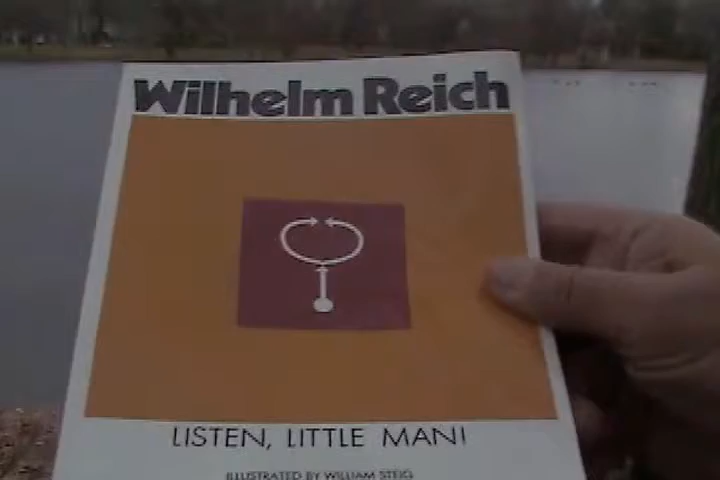 Wilhelm Reich
LISTEN, LITTLE MAN!
ILLUSTRATED BY WILLIAM STEIG